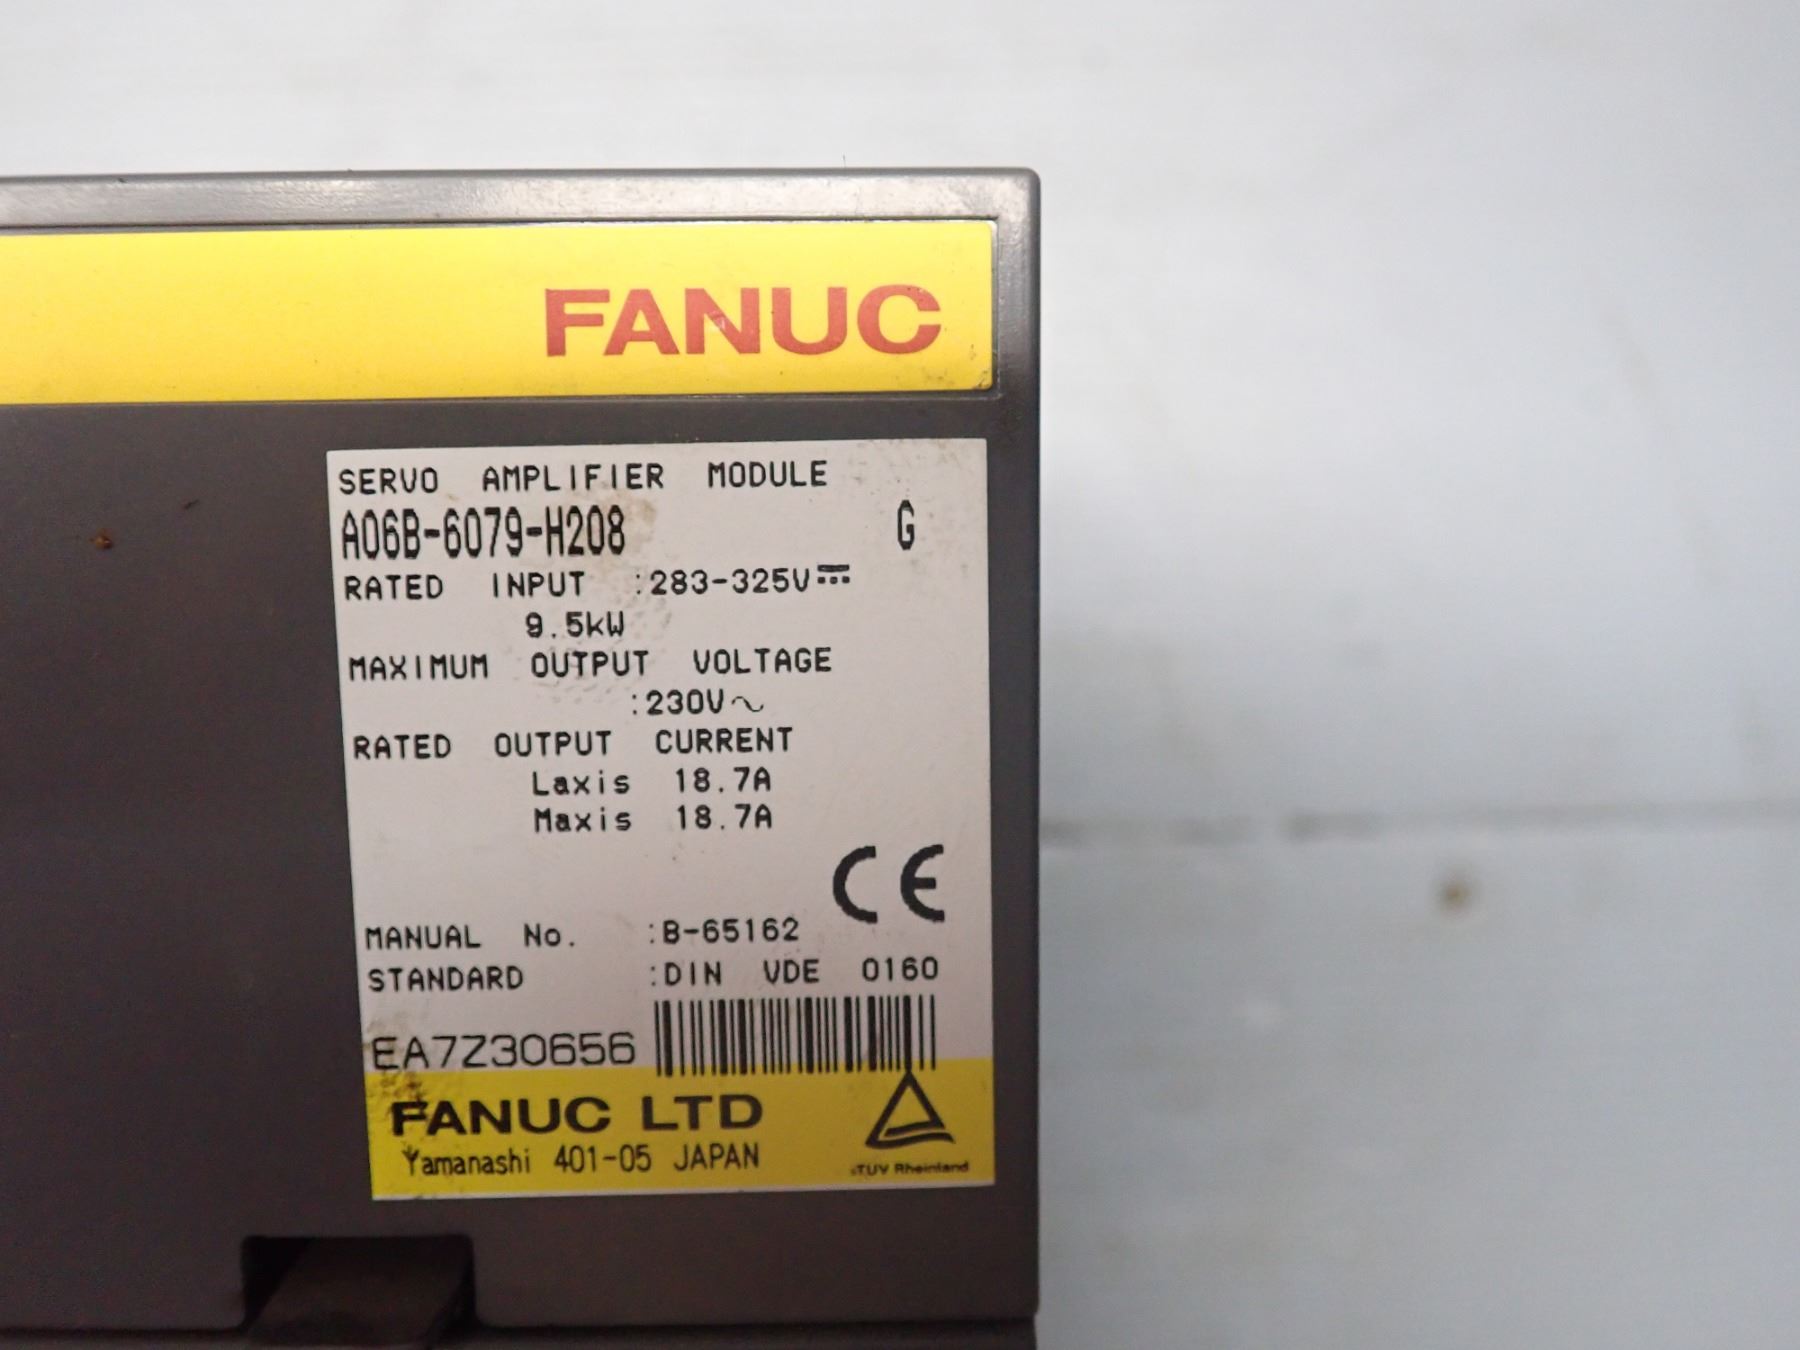 FANUC
SERVO AMPLIFIER MODULE
A06B-6079-H208 G
RATED INPUT :283-325V⎓
9.5kW
MAXIMUM OUTPUT VOLTAGE
:230V～
RATED OUTPUT CURRENT
Laxis 18.7A
Maxis 18.7A
CE
MANUAL No. :B-65162
STANDARD :DIN VDE 0160
EA7Z30656
FANUC LTD
Yamanashi 401-05 JAPAN
TUV Rheinland